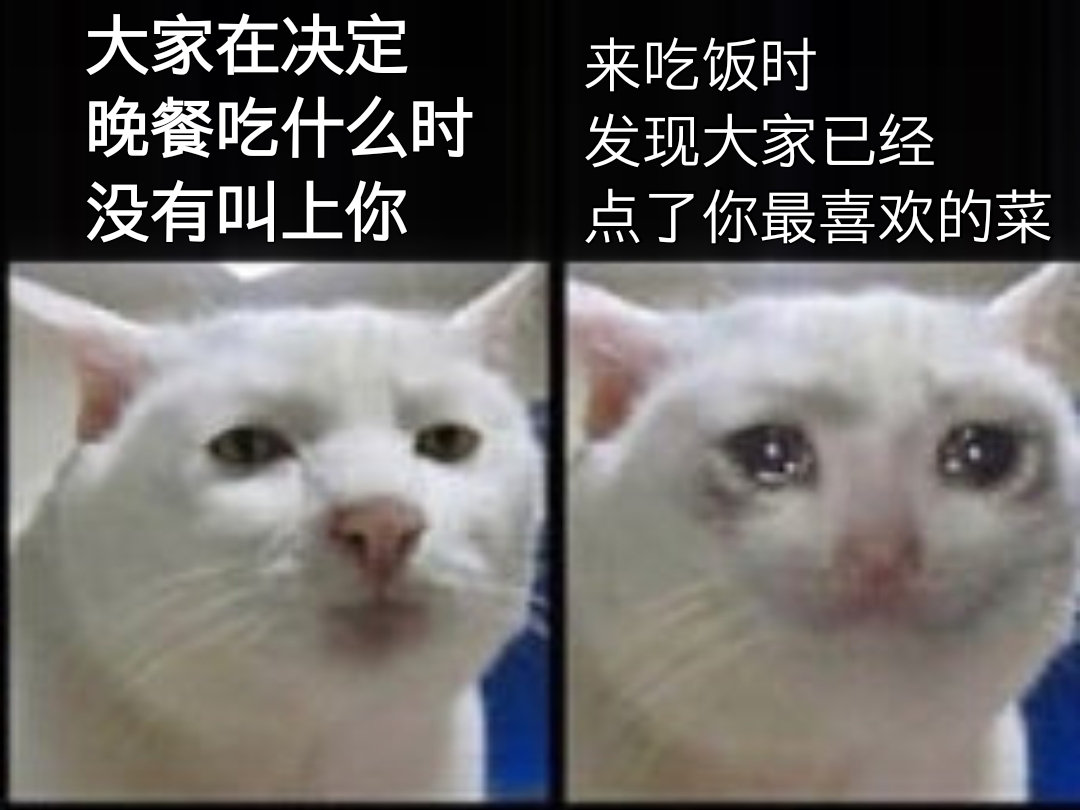 大家在决定
晚餐吃什么时
没有叫上你
来吃饭时
发现大家已经
点了你最喜欢的菜